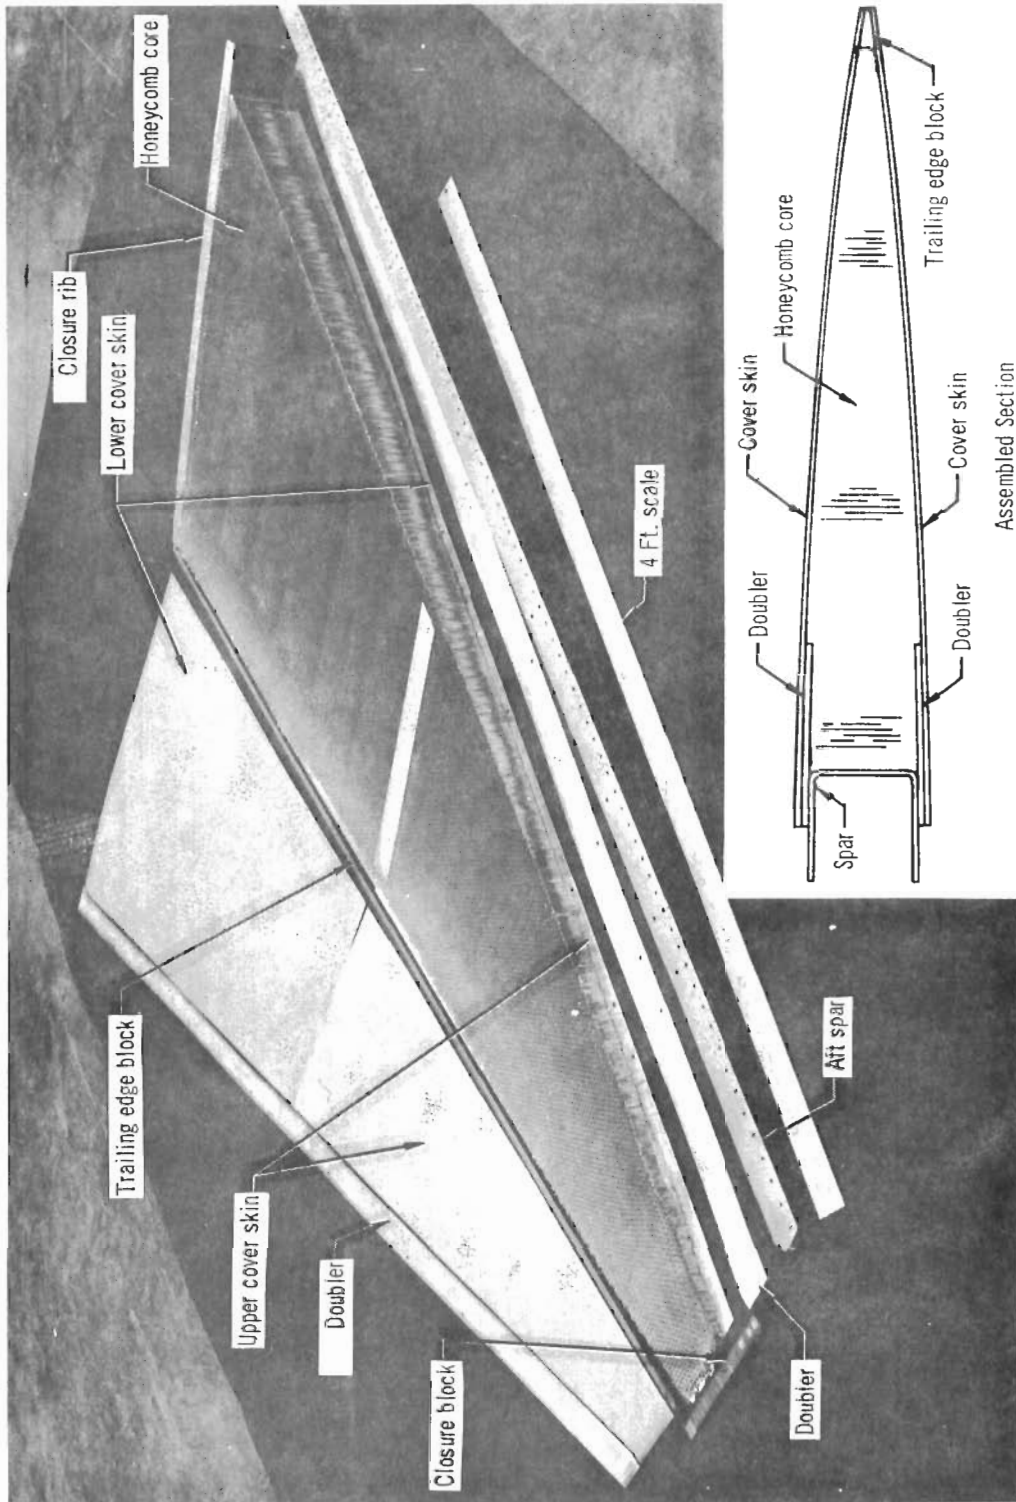 Honeycomb core
Closure rib
Lower cover skin
Trailing edge block
Upper cover skin
Doubler
Closure block
4 Ft. scale
Aft spar
Doubler
Doubler
Cover skin
Honeycomb core
Trailing edge block
Spar
Doubler
Cover skin
Assembled Section